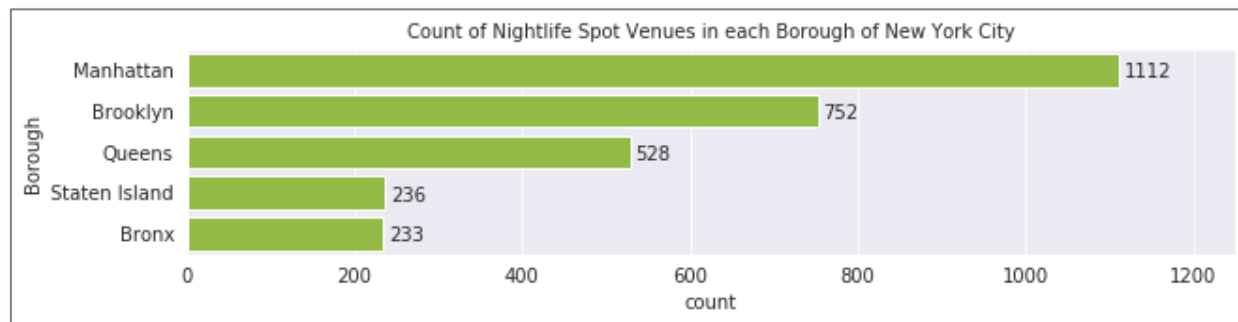 Count of Nightlife Spot Venues in each Borough of New York City
Borough
Manhattan 1112
Brooklyn 752
Queens 528
Staten Island 236
Bronx 233
0 200 400 600 800 1000 1200
count